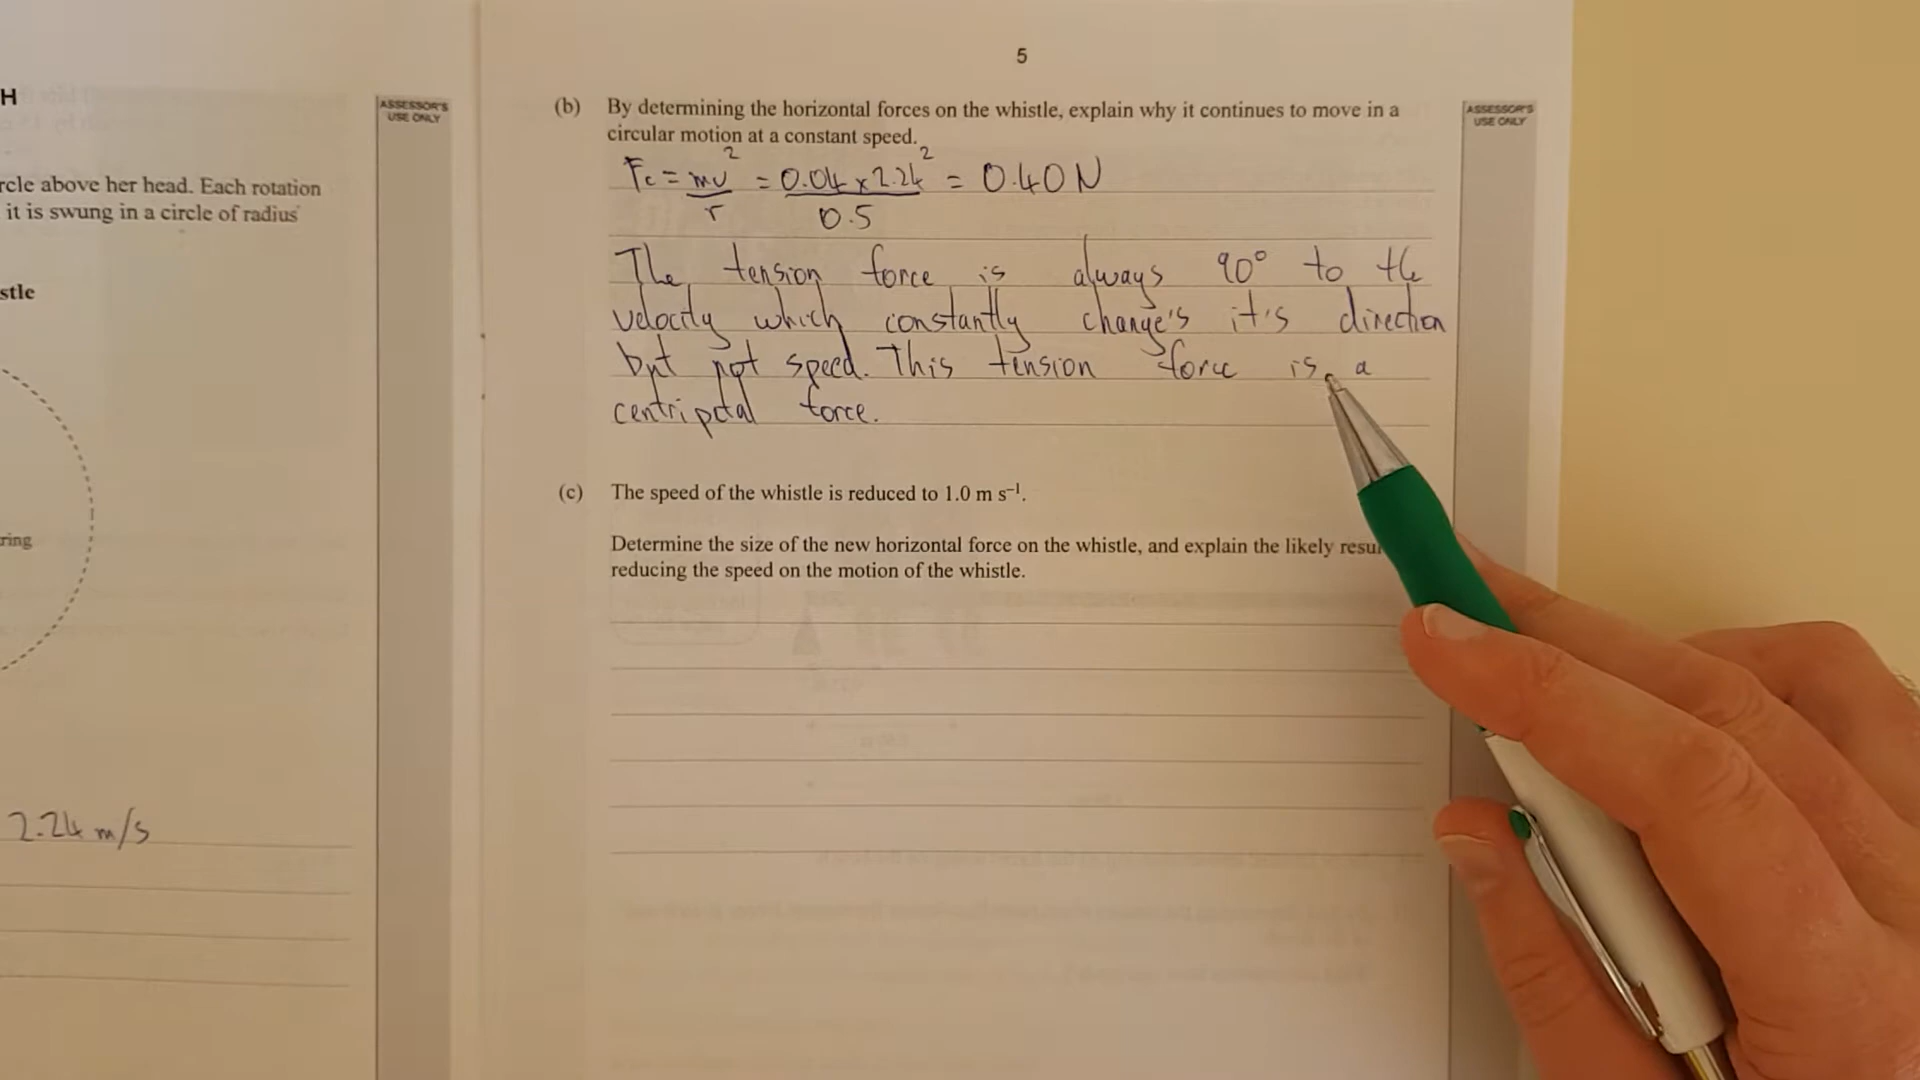 5
H
ASSESSOR'S
USE ONLY
rcle above her head. Each rotation
it is swung in a circle of radius
stle
ring
2.24 m/s
(b) By determining the horizontal forces on the whistle, explain why it continues to move in a
circular motion at a constant speed.
Fc = mv² = 0.04 x 2.24² = 0.40 N
r 0.5
The tension force is always 90° to the
velocity which constantly change's it's direction
but not speed. This tension force is a
centripetal force.
(c) The speed of the whistle is reduced to 1.0 m s⁻¹.
Determine the size of the new horizontal force on the whistle, and explain the likely resu
reducing the speed on the motion of the whistle.
ASSESSOR'S
USE ONLY